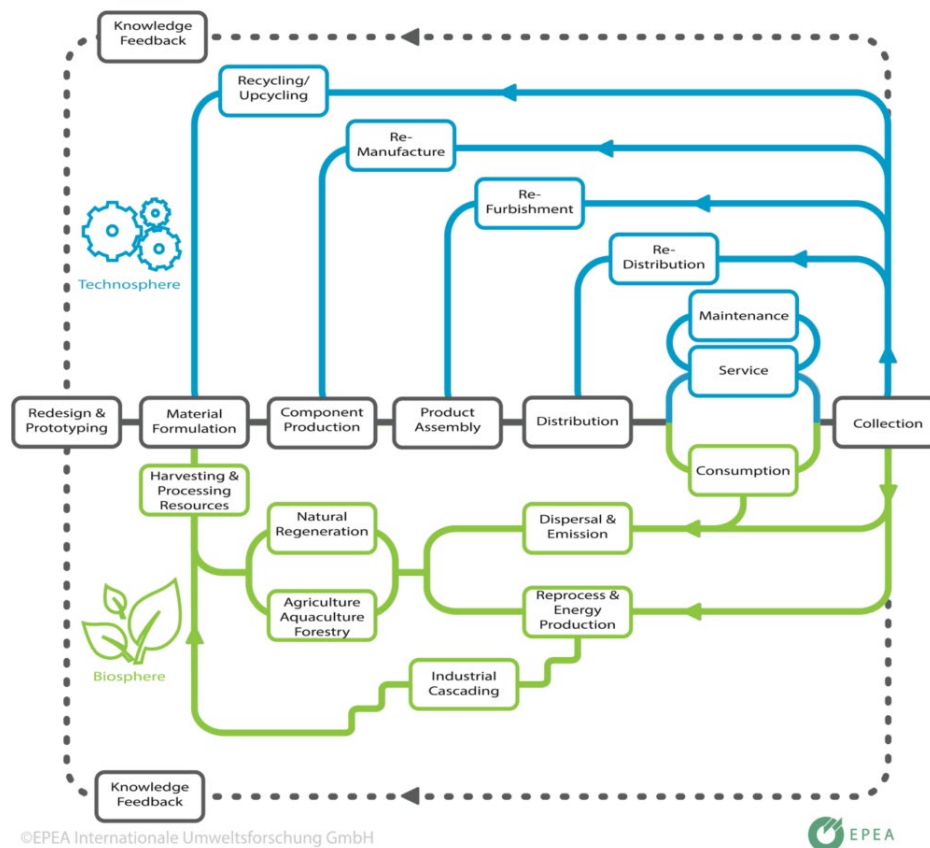 Knowledge
Feedback
Recycling/
Upcycling
Re-
Manufacture
Re-
Furbishment
Re-
Distribution
Technosphere
Maintenance
Service
Redesign &
Prototyping
Material
Formulation
Component
Production
Product
Assembly
Distribution
Collection
Consumption
Harvesting &
Processing
Resources
Natural
Regeneration
Dispersal &
Emission
Agriculture
Aquaculture
Forestry
Reprocess &
Energy
Production
Biosphere
Industrial
Cascading
Knowledge
Feedback
©EPEA Internationale Umweltsforschung GmbH
EPEA